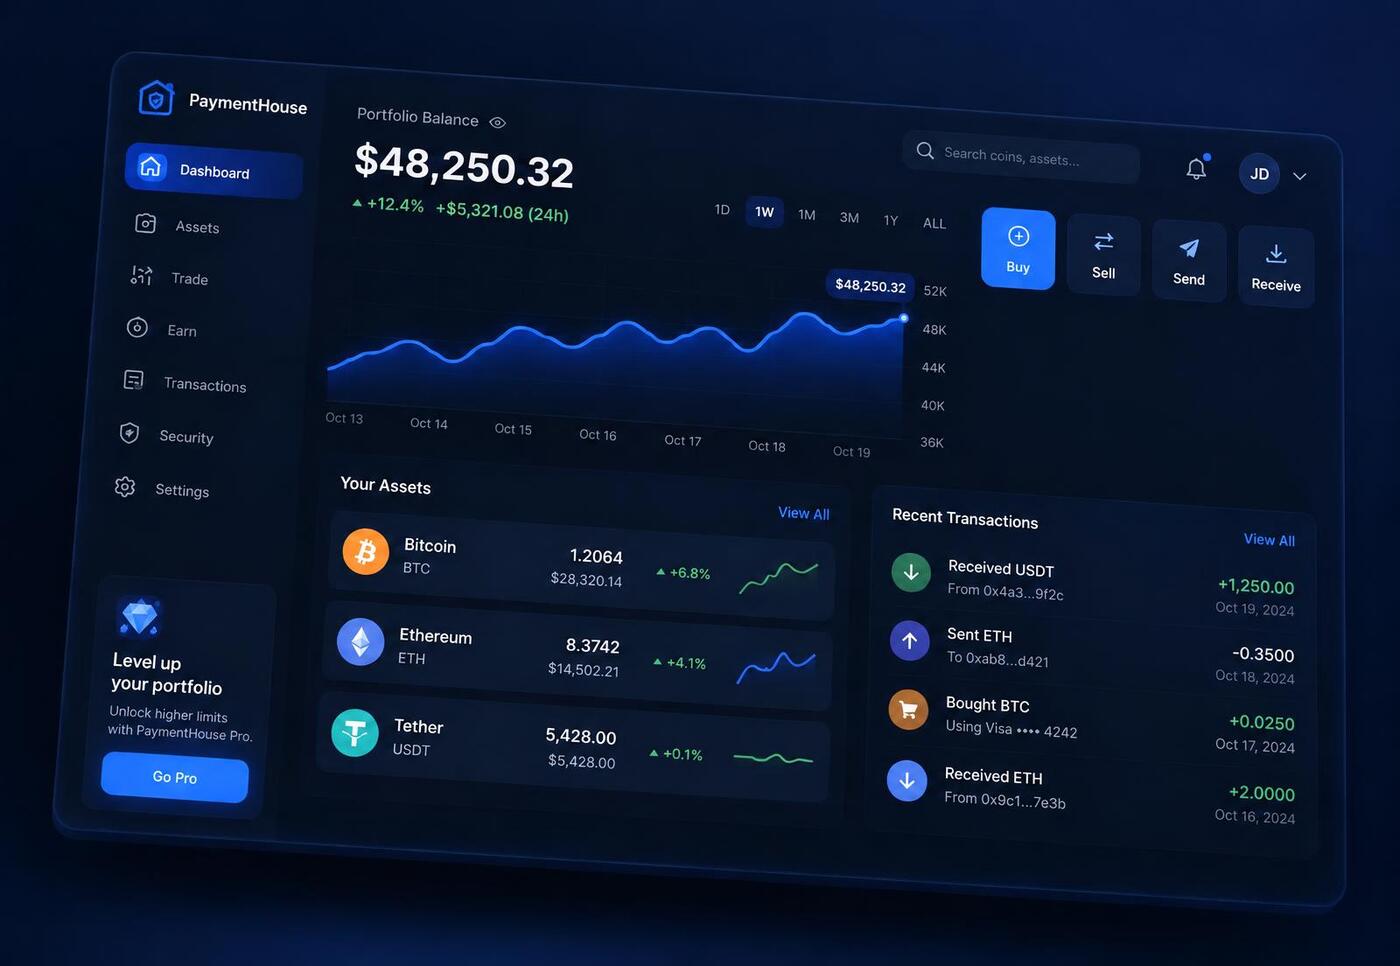 PaymentHouse
Dashboard
Assets
Trade
Earn
Transactions
Security
Settings
Level up
your portfolio
Unlock higher limits
with PaymentHouse Pro.
Go Pro
Portfolio Balance
$48,250.32
+12.4% +$5,321.08 (24h)
Search coins, assets...
JD
1D 1W 1M 3M 1Y ALL
Buy
Sell
Send
Receive
$48,250.32
52K
48K
44K
40K
36K
Oct 13 Oct 14 Oct 15 Oct 16 Oct 17 Oct 18 Oct 19
Your Assets
View All
Bitcoin
BTC
1.2064
$28,320.14
+6.8%
Ethereum
ETH
8.3742
$14,502.21
+4.1%
Tether
USDT
5,428.00
$5,428.00
+0.1%
Recent Transactions
View All
Received USDT
From 0x4a3...9f2c
+1,250.00
Oct 19, 2024
Sent ETH
To 0xab8...d421
-0.3500
Oct 18, 2024
Bought BTC
Using Visa •••• 4242
+0.0250
Oct 17, 2024
Received ETH
From 0x9c1...7e3b
+2.0000
Oct 16, 2024